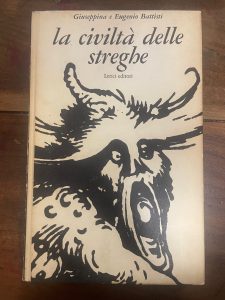 Giuseppina e Eugenio Battisti
la civiltà delle
streghe
Lerici editori